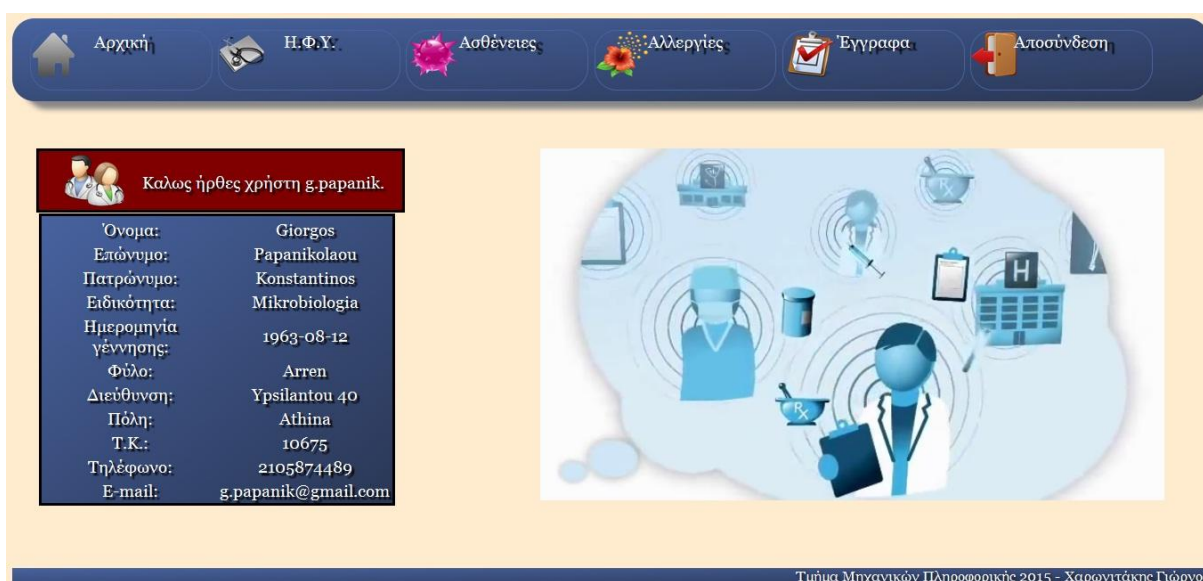 Αρχική Η.Φ.Υ. Ασθένειες Αλλεργίες Έγγραφα Αποσύνδεση
Καλως ήρθες χρήστη g.papanik.
Όνομα: Giorgos
Επώνυμο: Papanikolaou
Πατρώνυμο: Konstantinos
Ειδικότητα: Mikrobiologia
Ημερομηνία
γέννησης: 1963-08-12
Φύλο: Arren
Διεύθυνση: Ypsilantou 40
Πόλη: Athina
Τ.Κ.: 10675
Τηλέφωνο: 2105874489
E-mail: g.papanik@gmail.com
H
RX
RX
Τμήμα Μηχανικών Πληροφορικής 2015 - Χαρωνιτάκης